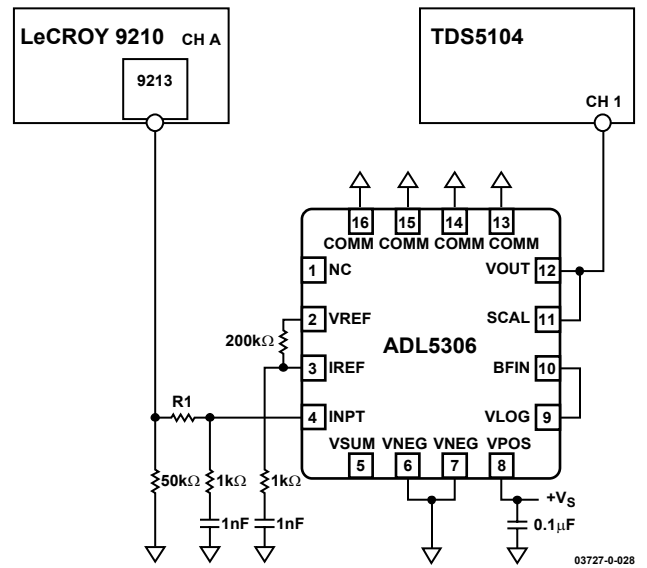 LeCROY 9210 CH A
9213
TDS5104
CH 1
16 15 14 13
COMM COMM COMM COMM
1 NC
VOUT 12
2 VREF
SCAL 11
200kΩ
ADL5306
3 IREF
BFIN 10
R1
4 INPT
VLOG 9
VSUM VNEG VNEG VPOS
5 6 7 8
50kΩ 1kΩ 1kΩ
+VS
1nF 1nF
0.1μF
03727-0-028